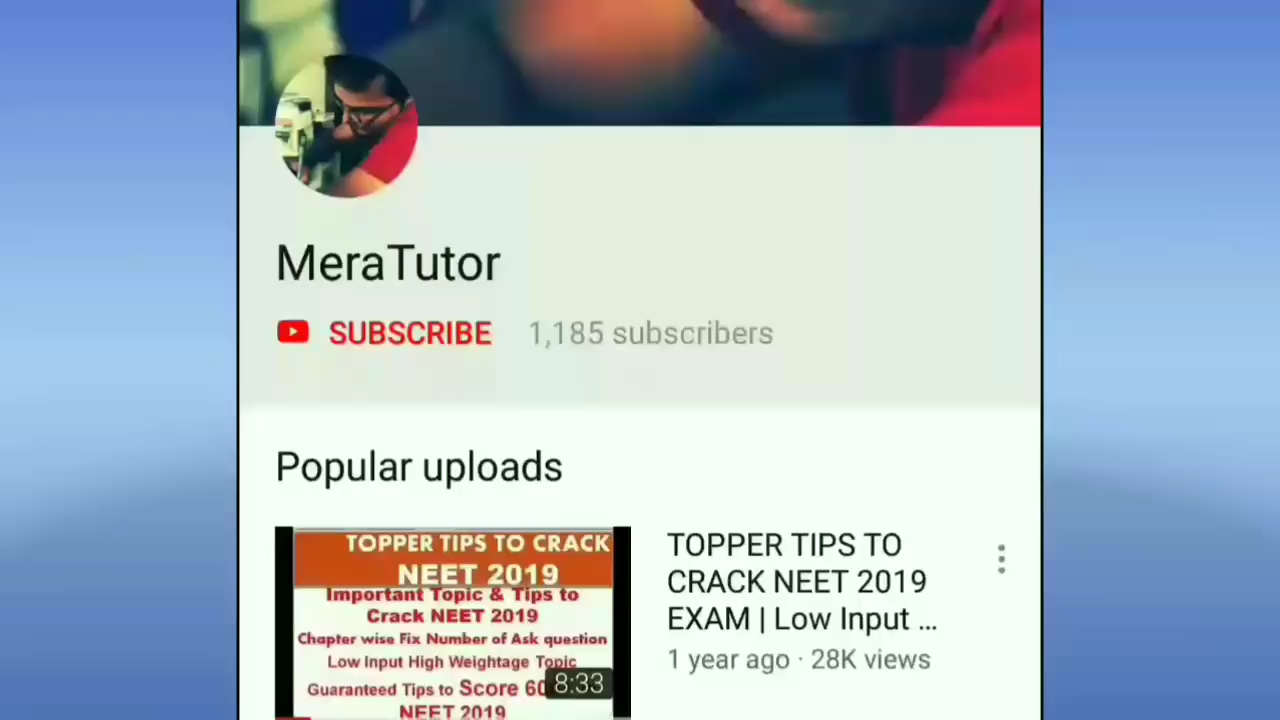 MeraTutor
SUBSCRIBE 1,185 subscribers
Popular uploads
TOPPER TIPS TO CRACK
NEET 2019
Important Topic & Tips to
Crack NEET 2019
Chapter wise Fix Number of Ask question
Low Input High Weightage Topic
Guaranteed Tips to Score 60
NEET 2019
8:33
TOPPER TIPS TO
CRACK NEET 2019
EXAM | Low Input ...
1 year ago · 28K views